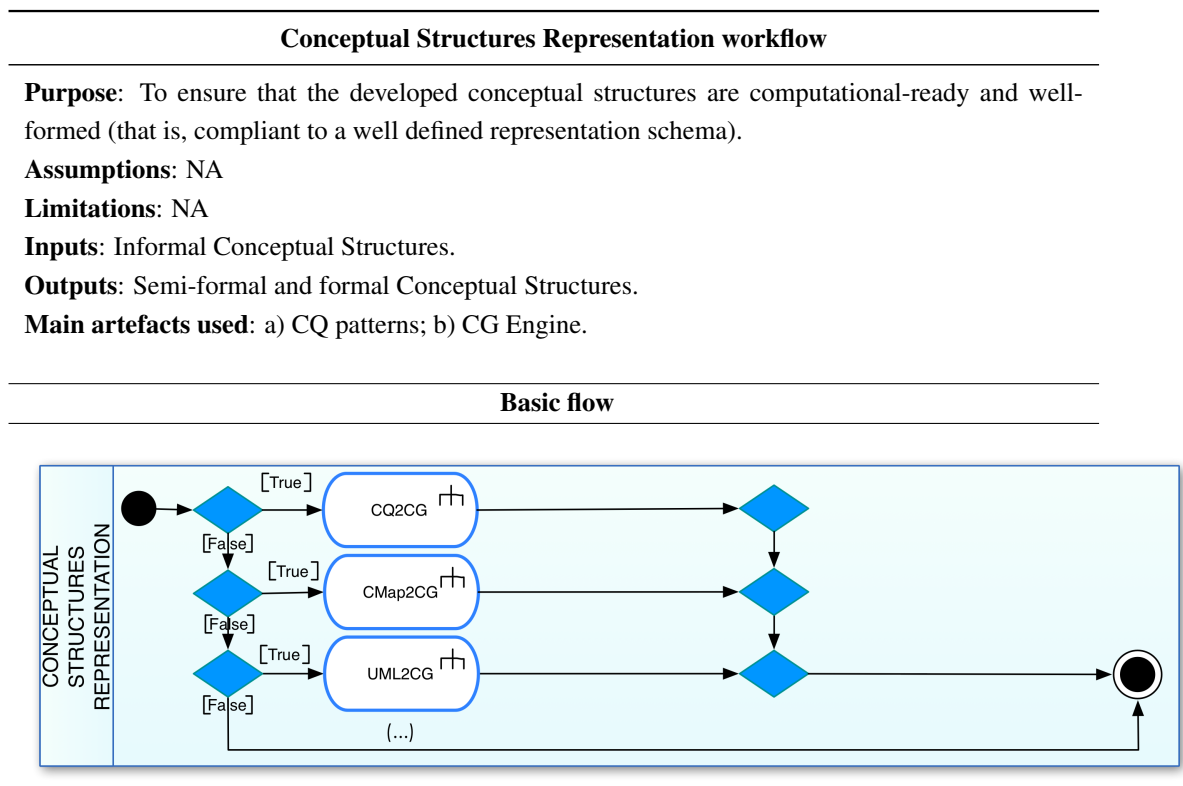 Conceptual Structures Representation workflow
Purpose: To ensure that the developed conceptual structures are computational-ready and well-
formed (that is, compliant to a well defined representation schema).
Assumptions: NA
Limitations: NA
Inputs: Informal Conceptual Structures.
Outputs: Semi-formal and formal Conceptual Structures.
Main artefacts used: a) CQ patterns; b) CG Engine.
Basic flow
CONCEPTUAL
STRUCTURES
REPRESENTATION
[True]
CQ2CG
[False]
[True]
CMap2CG
[False]
[True]
UML2CG
[False]
(...)